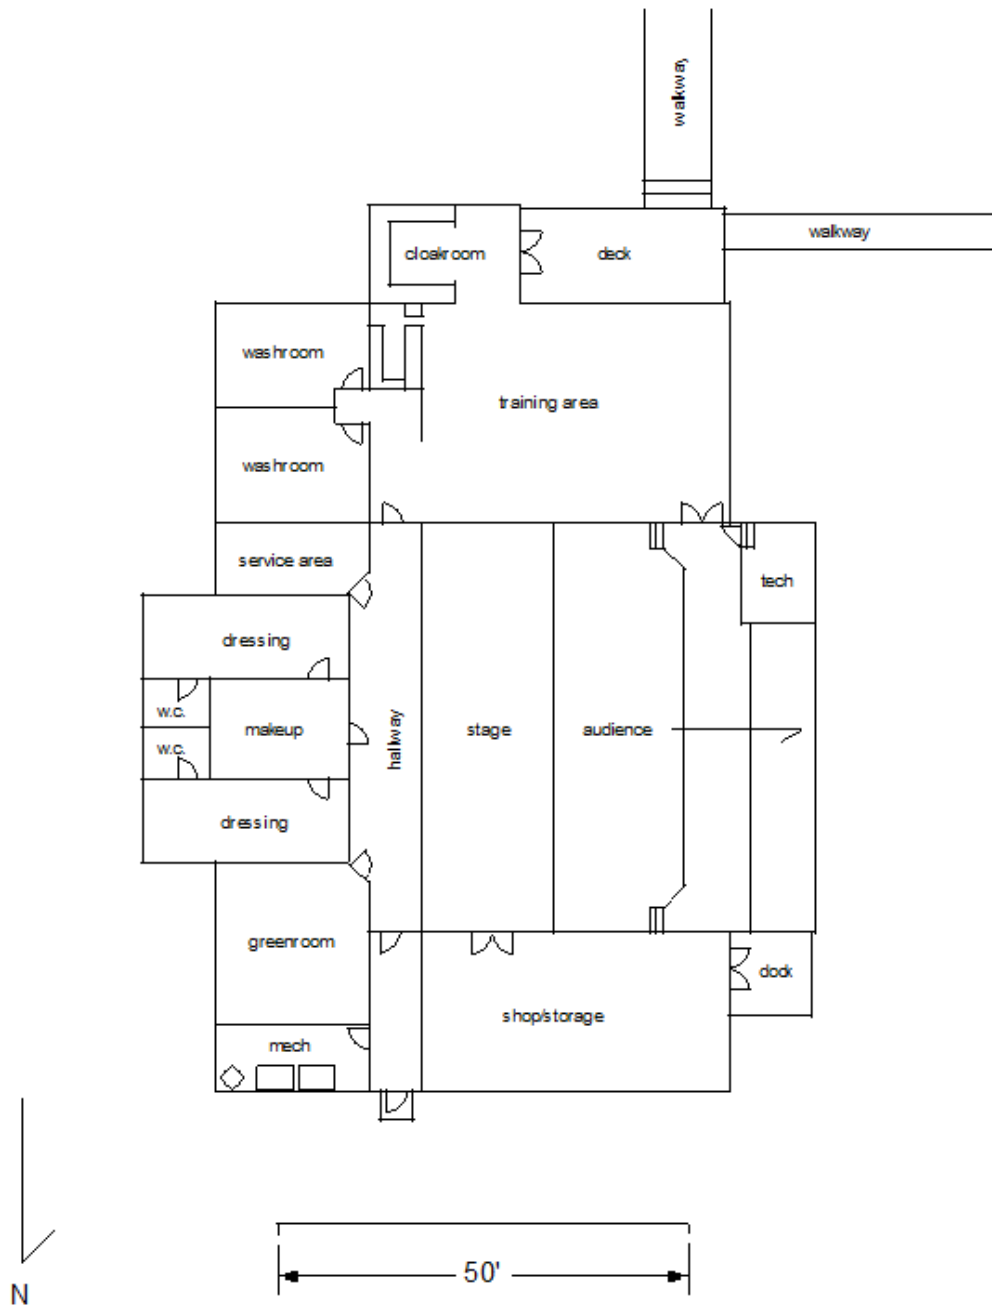 walkway
walkway
cloakroom
deck
washroom
training area
washroom
service area
tech
dressing
w.c.
makeup
hallway
stage
audience
w.c.
dressing
greenroom
dock
shop/storage
mech
50'
N